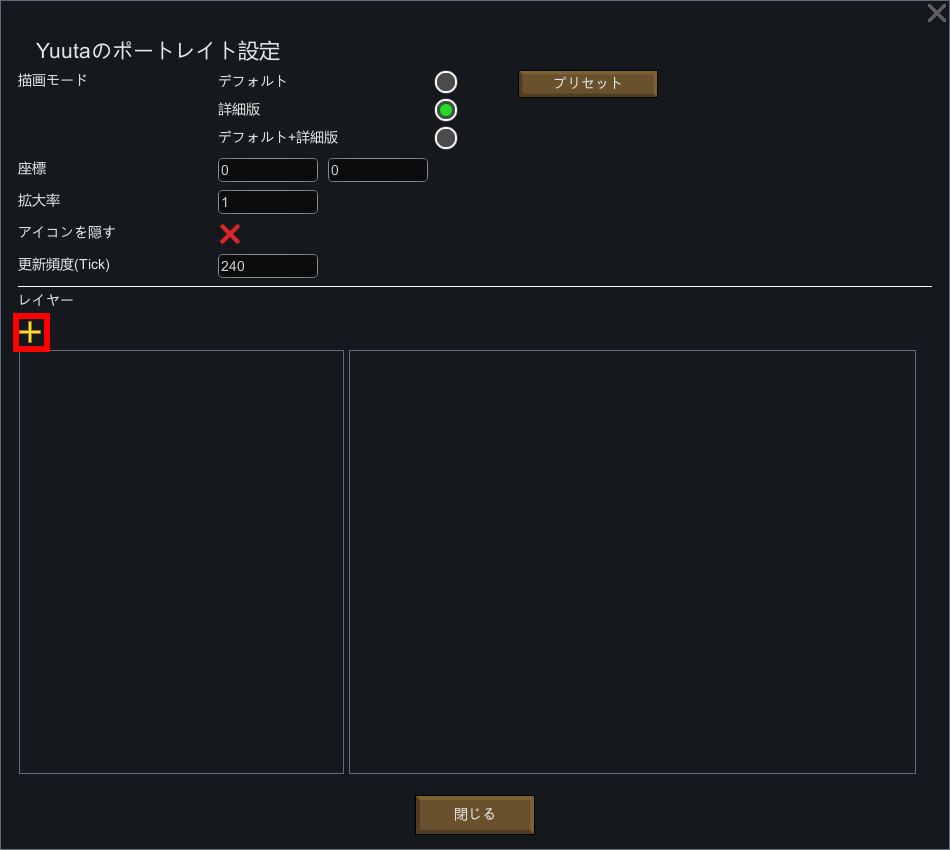 Yuutaのポートレイト設定
描画モード
デフォルト
プリセット
詳細版
デフォルト+詳細版
座標
0
0
拡大率
1
アイコンを隠す
更新頻度(Tick)
240
レイヤー
閉じる